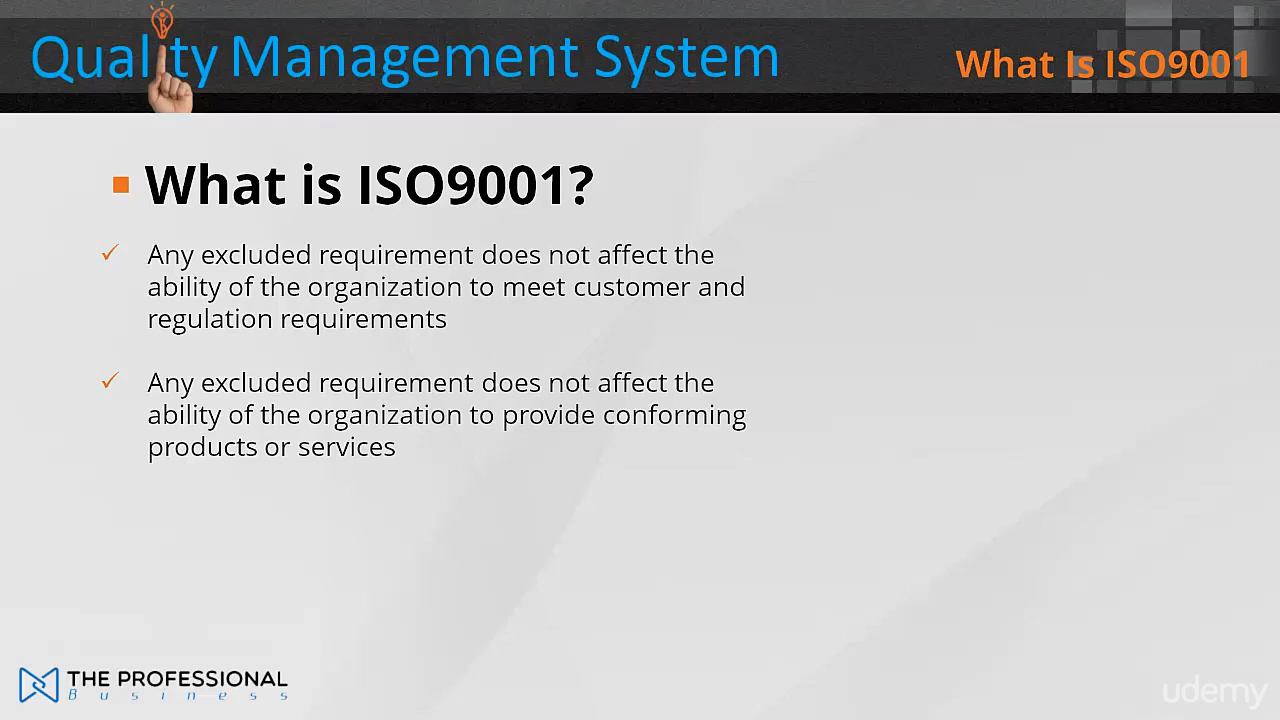 Quality Management System
What Is ISO9001
What is ISO9001?
Any excluded requirement does not affect the
ability of the organization to meet customer and
regulation requirements
Any excluded requirement does not affect the
ability of the organization to provide conforming
products or services
THE PROFESSIONAL
Business
udemy